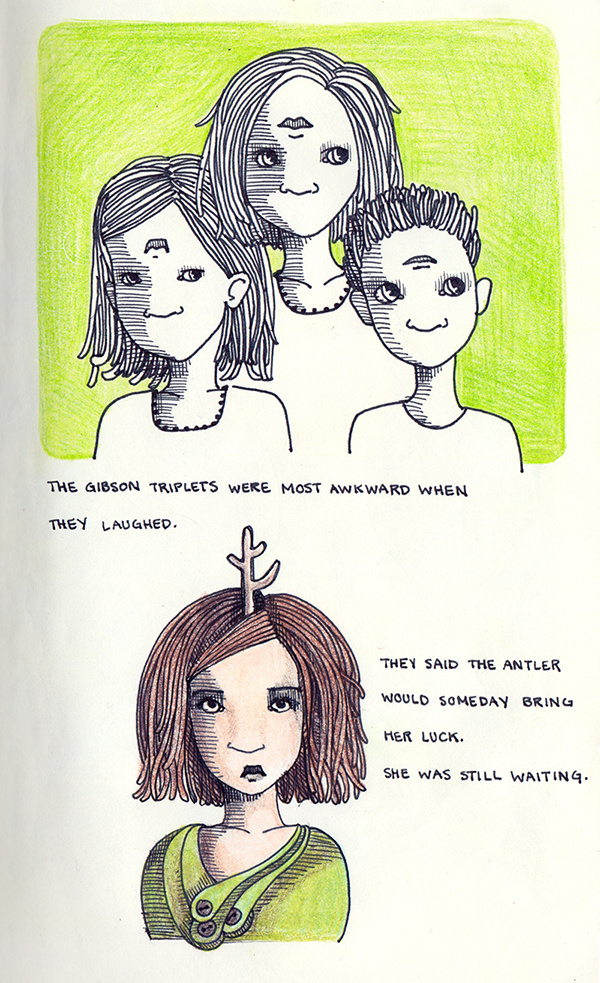 THE GIBSON TRIPLETS WERE MOST AWKWARD WHEN
THEY LAUGHED.
THEY SAID THE ANTLER
WOULD SOMEDAY BRING
HER LUCK.
SHE WAS STILL WAITING.